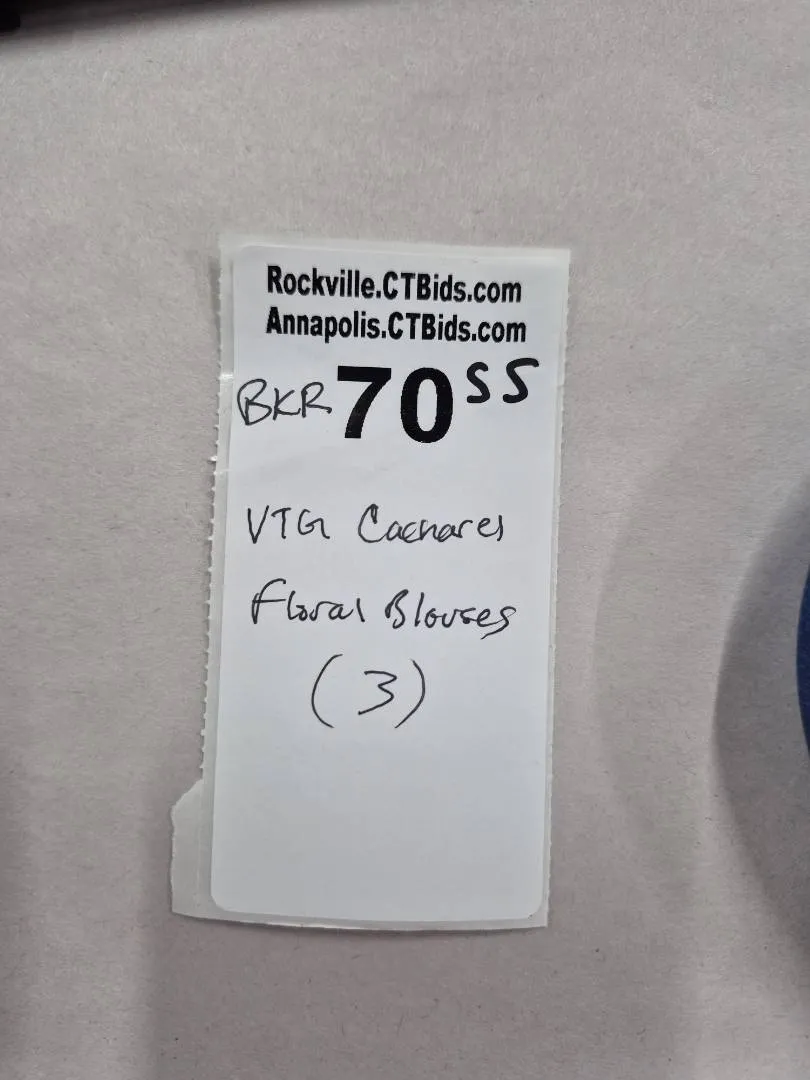 Rockville.CTBids.com
Annapolis.CTBids.com
BKR 70 SS
VTG Cacharel
Floral Blouses
(3)